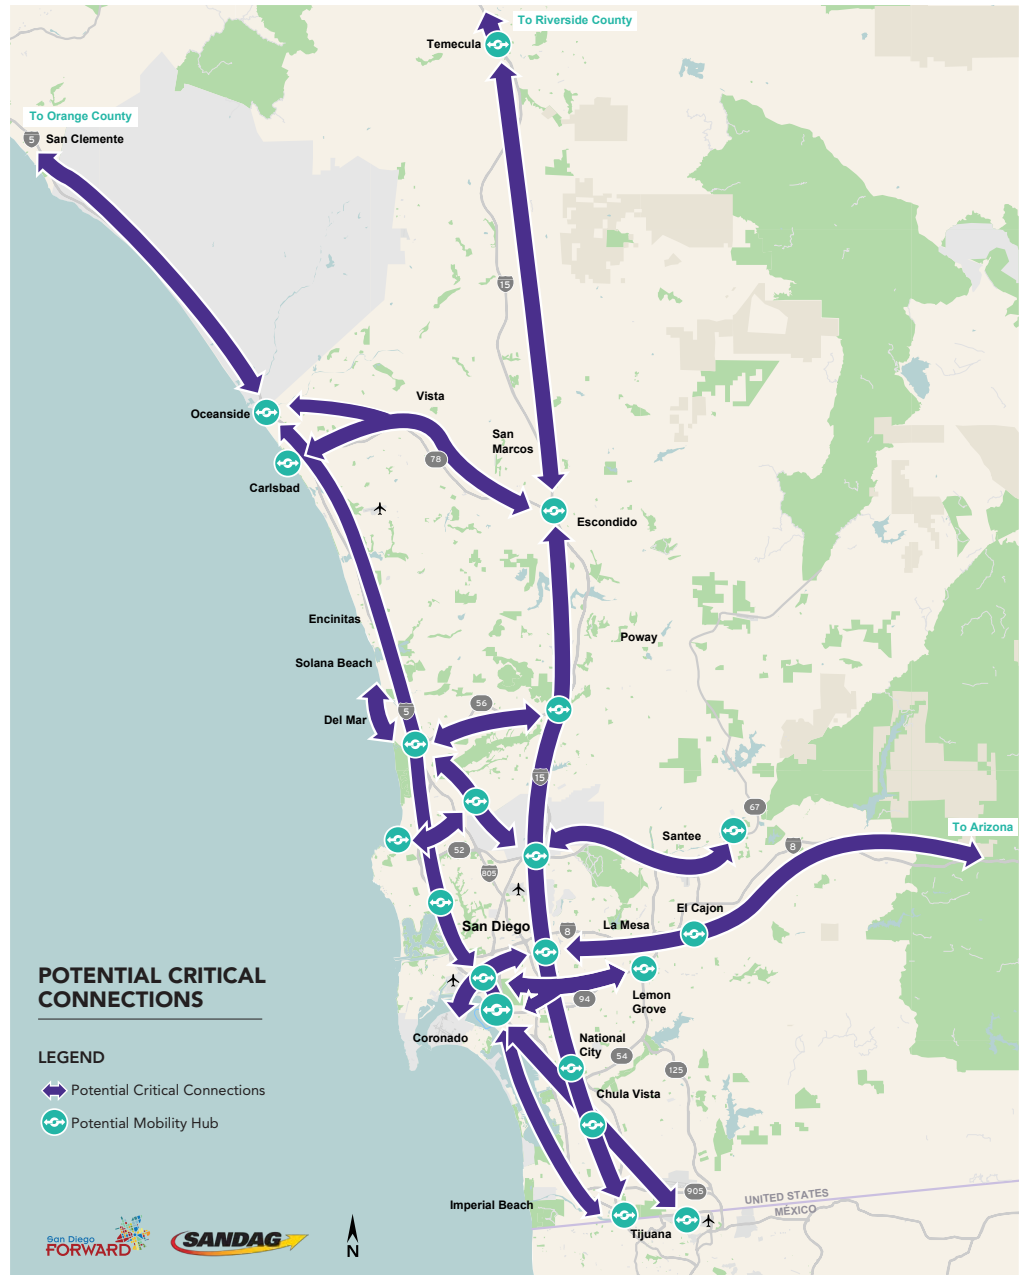 To Riverside County
Temecula
To Orange County
5
San Clemente
15
Oceanside
Vista
San
Marcos
78
Carlsbad
Escondido
Encinitas
Poway
Solana Beach
Del Mar
5
56
15
67
Santee
To Arizona
52
8
805
San Diego
8
La Mesa
El Cajon
POTENTIAL CRITICAL
CONNECTIONS
94
Lemon
Grove
Coronado
National
City
54
125
LEGEND
Potential Critical Connections
Chula Vista
Potential Mobility Hub
905
Imperial Beach
UNITED STATES
MÉXICO
Tijuana
San Diego
FORWARD
SANDAG
N